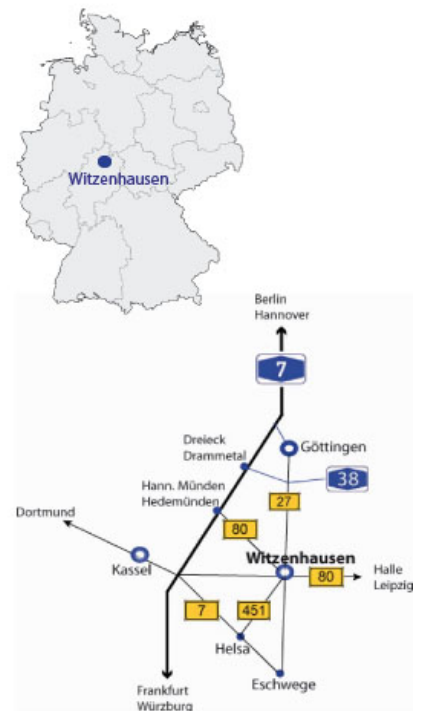 Witzenhausen
Berlin
Hannover
7
Dreieck
Drammetal
Göttingen
38
Hann. Münden
Hedemünden
27
Dortmund
80
Witzenhausen
Kassel
80
Halle
Leipzig
7
451
Helsa
Eschwege
Frankfurt
Würzburg